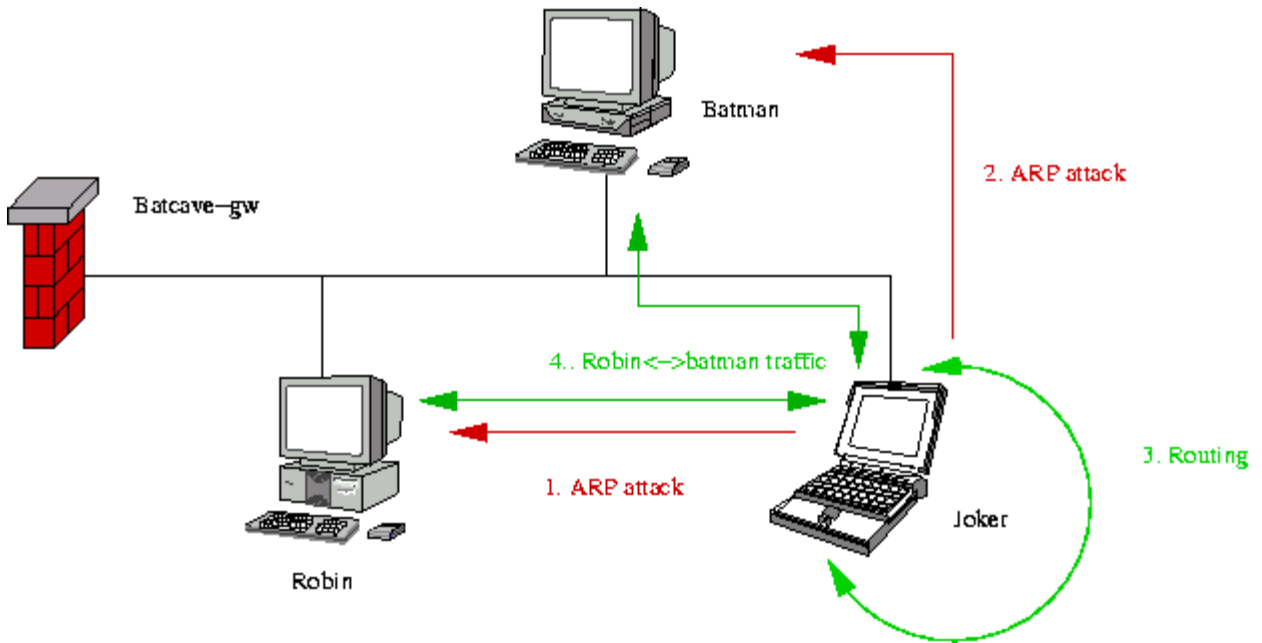 Batman
2. ARP attack
Batcave-gw
4.. Robin<-->batman traffic
3. Routing
1. ARP attack
Joker
Robin